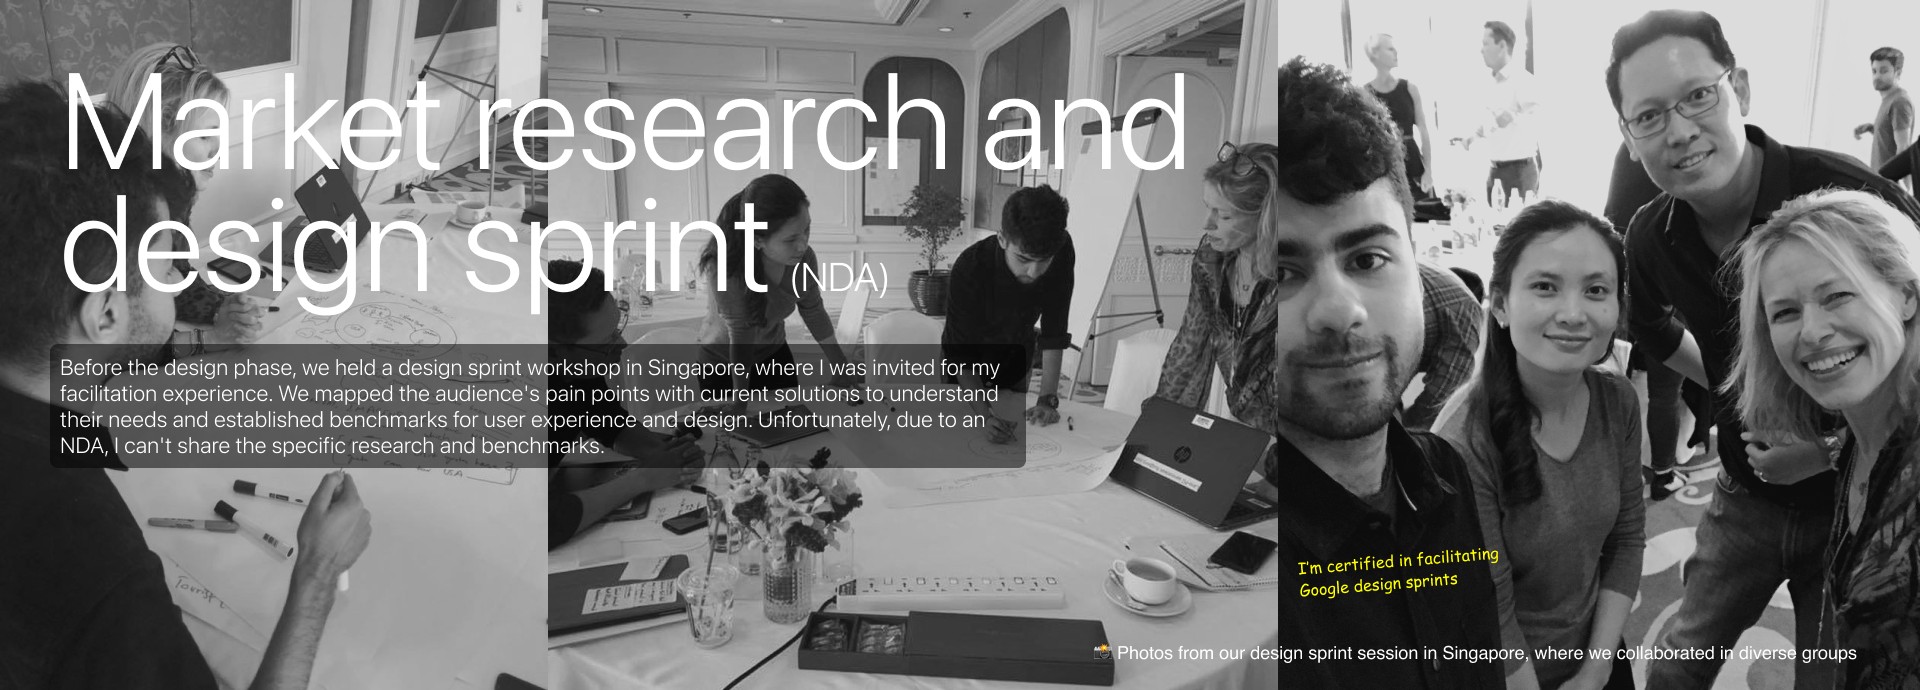 Market research and
design sprint (NDA)
Before the design phase, we held a design sprint workshop in Singapore, where I was invited for my
facilitation experience. We mapped the audience's pain points with current solutions to understand
their needs and established benchmarks for user experience and design. Unfortunately, due to an
NDA, I can't share the specific research and benchmarks.
I'm certified in facilitating
Google design sprints
📸 Photos from our design sprint session in Singapore, where we collaborated in diverse groups